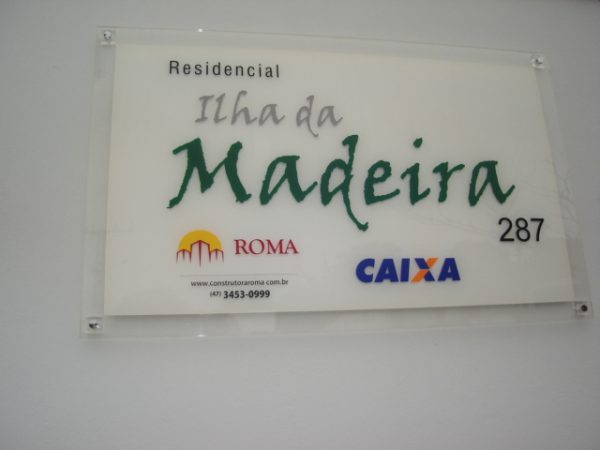 Residencial
Ilha da
Madeira
287
ROMA
CAIXA
www.construtoraroma.com.br
(47) 3453-0999